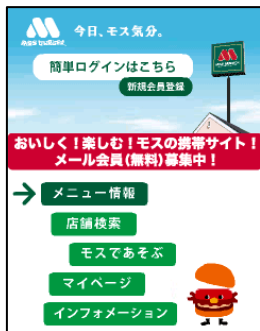 MOS BURGER
今日、モス気分。
簡単ログインはこちら
新規会員登録
おいしく！楽しむ！モスの携帯サイト！
メール会員(無料)募集中！
メニュー情報
店舗検索
モスであそぶ
マイページ
インフォメーション